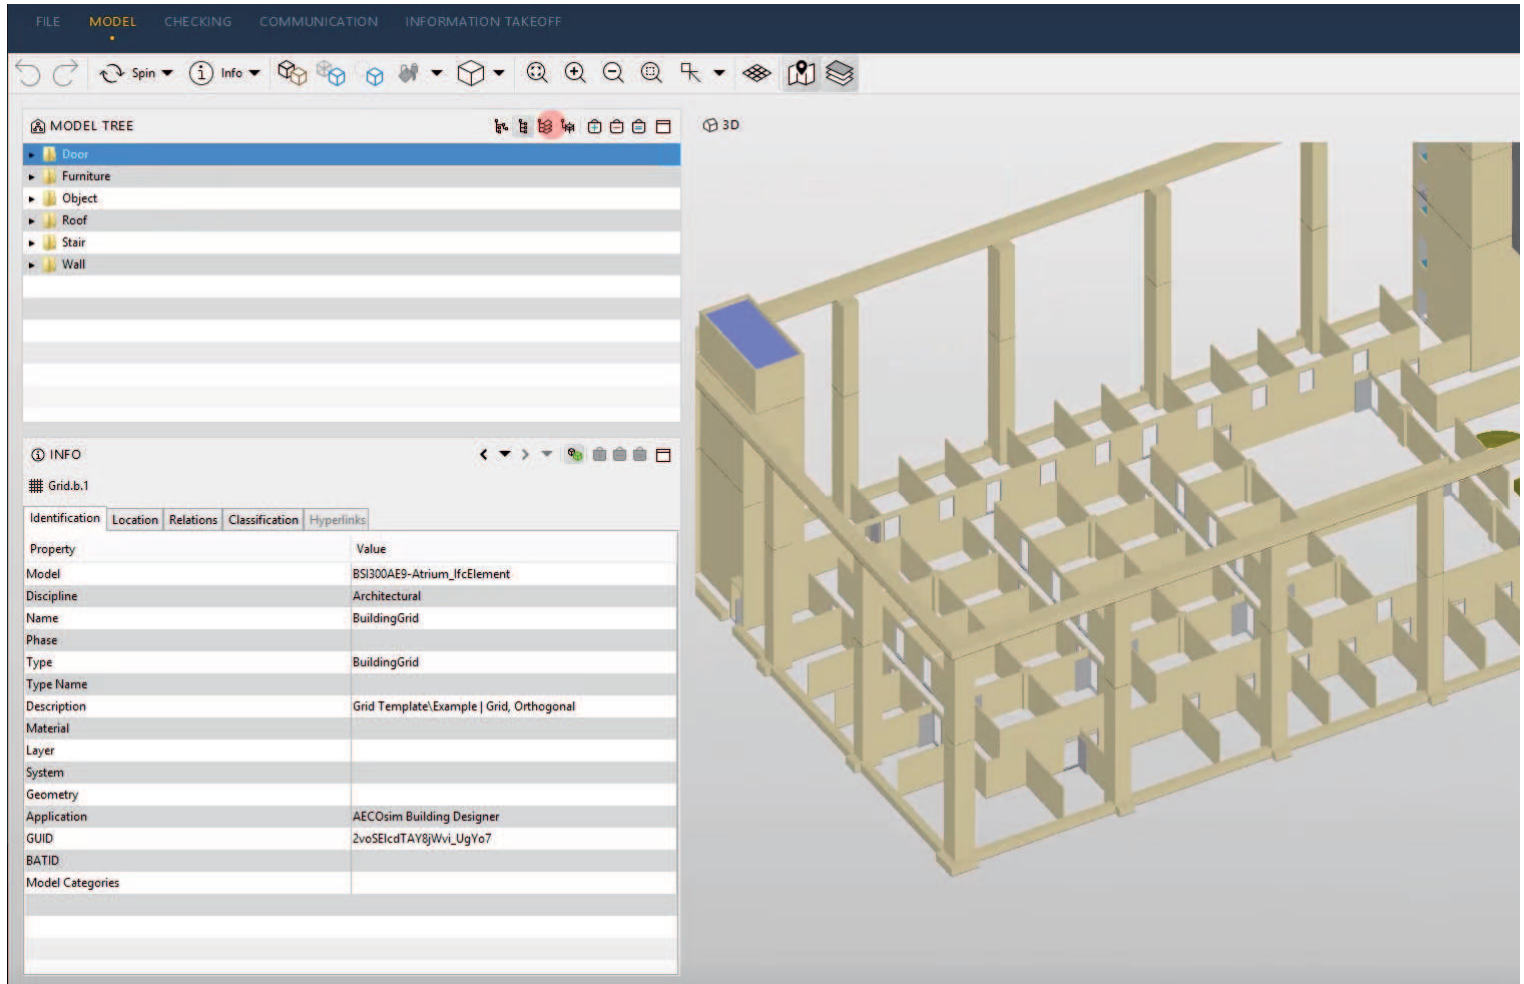 FILE MODEL CHECKING COMMUNICATION INFORMATION TAKEOFF
Spin Info
MODEL TREE
3D
Door
Furniture
Object
Roof
Stair
Wall
INFO
Grid.b.1
Identification Location Relations Classification Hyperlinks
Property Value
Model BSI300AE9-Atrium_IfcElement
Discipline Architectural
Name BuildingGrid
Phase
Type BuildingGrid
Type Name
Description Grid Template\Example | Grid, Orthogonal
Material
Layer
System
Geometry
Application AECOsim Building Designer
GUID 2voSEIcdTAY8jWvi_UgYo7
BATID
Model Categories